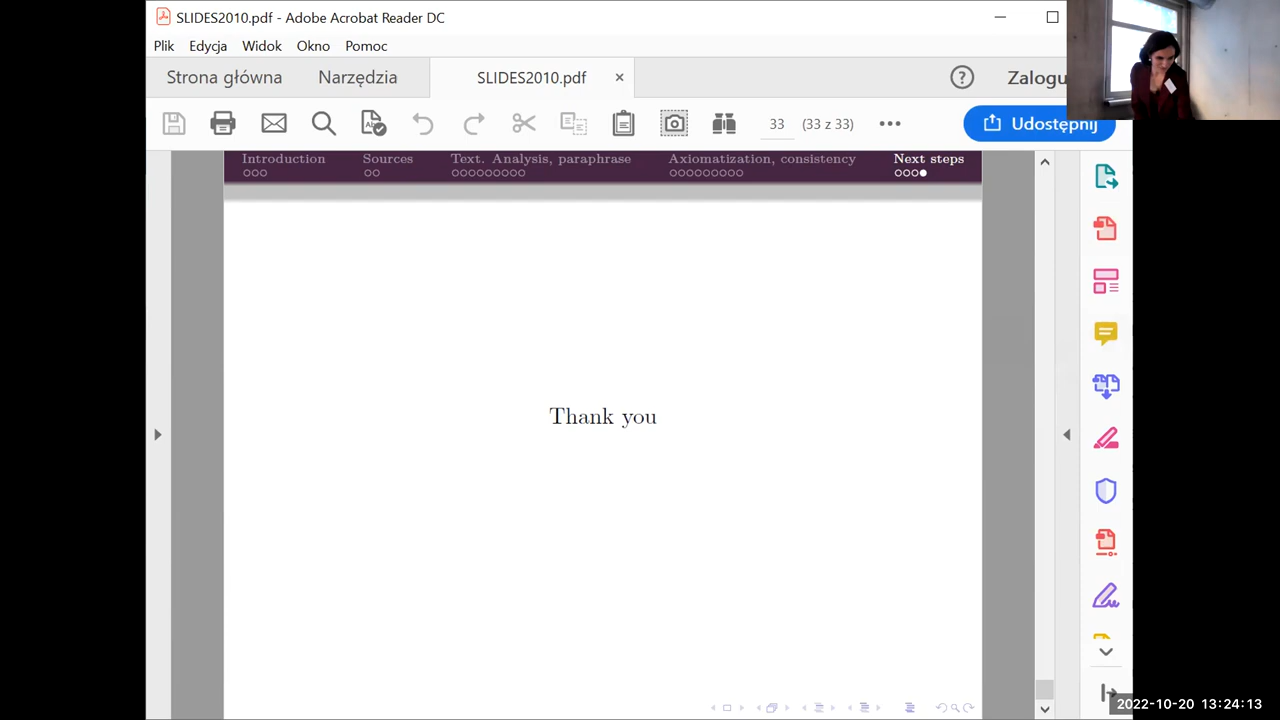 SLIDES2010.pdf - Adobe Acrobat Reader DC
Plik Edycja Widok Okno Pomoc
Strona główna Narzędzia SLIDES2010.pdf × ? Zalogu
33 (33 z 33) Udostępnij
Introduction Sources Text. Analysis, paraphrase Axiomatization, consistency Next steps
Thank you
2022-10-20 13:24:13